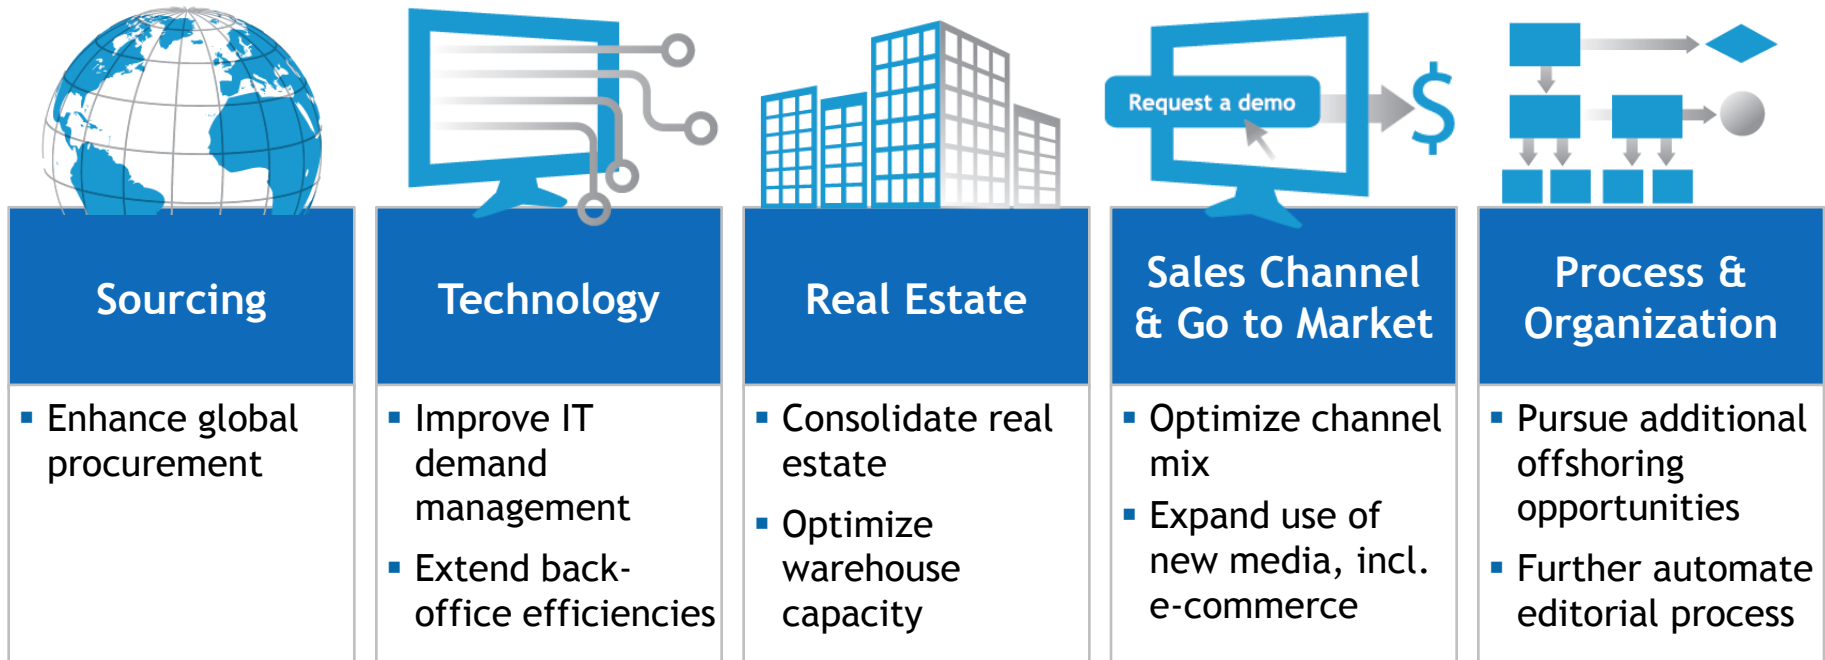 Request a demo
$
Sourcing
Technology
Real Estate
Sales Channel
& Go to Market
Process &
Organization
▪ Enhance global
procurement
▪ Improve IT
demand
management
▪ Extend back-
office efficiencies
▪ Consolidate real
estate
▪ Optimize
warehouse
capacity
▪ Optimize channel
mix
▪ Expand use of
new media, incl.
e-commerce
▪ Pursue additional
offshoring
opportunities
▪ Further automate
editorial process